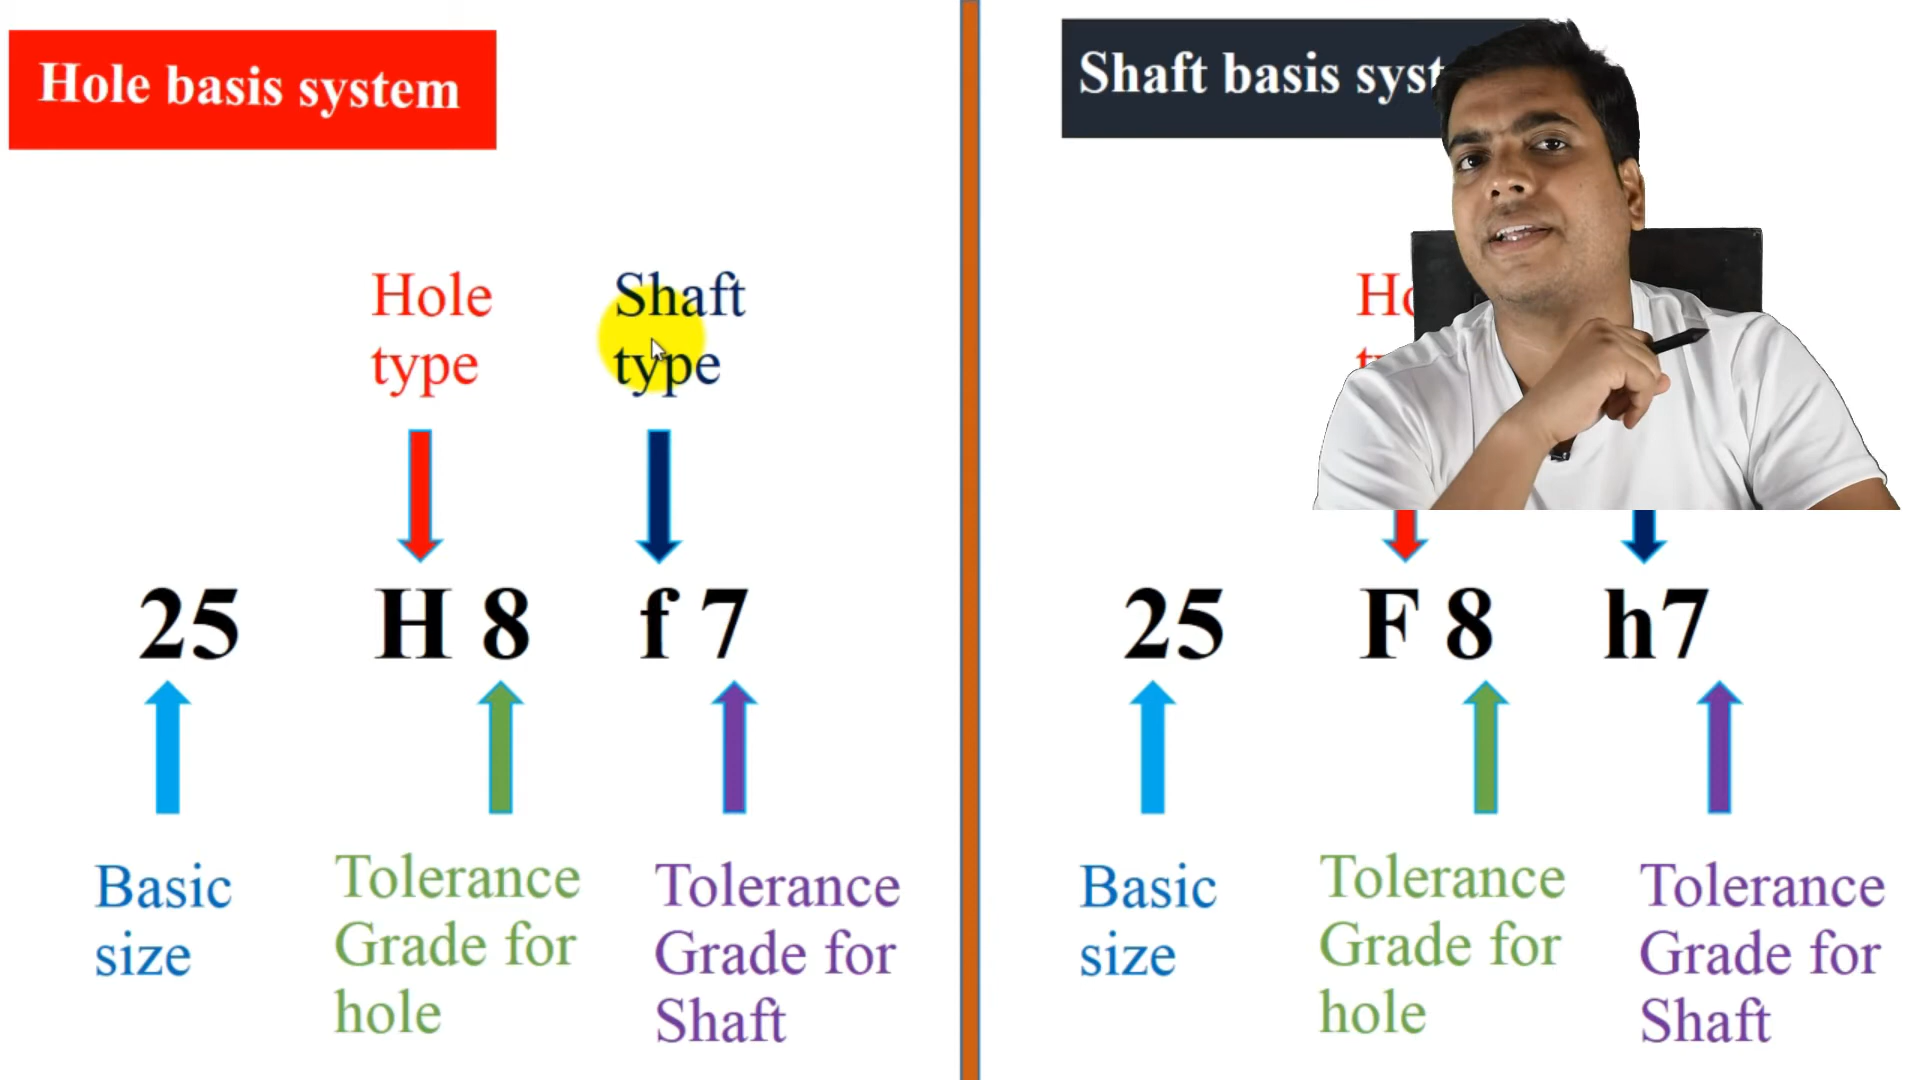 Hole basis system
Hole
type
Shaft
type
25 H 8 f 7
Basic
size
Tolerance
Grade for
hole
Tolerance
Grade for
Shaft
Shaft basis
25 F 8 h7
Basic
size
Tolerance
Grade for
hole
Tolerance
Grade for
Shaft